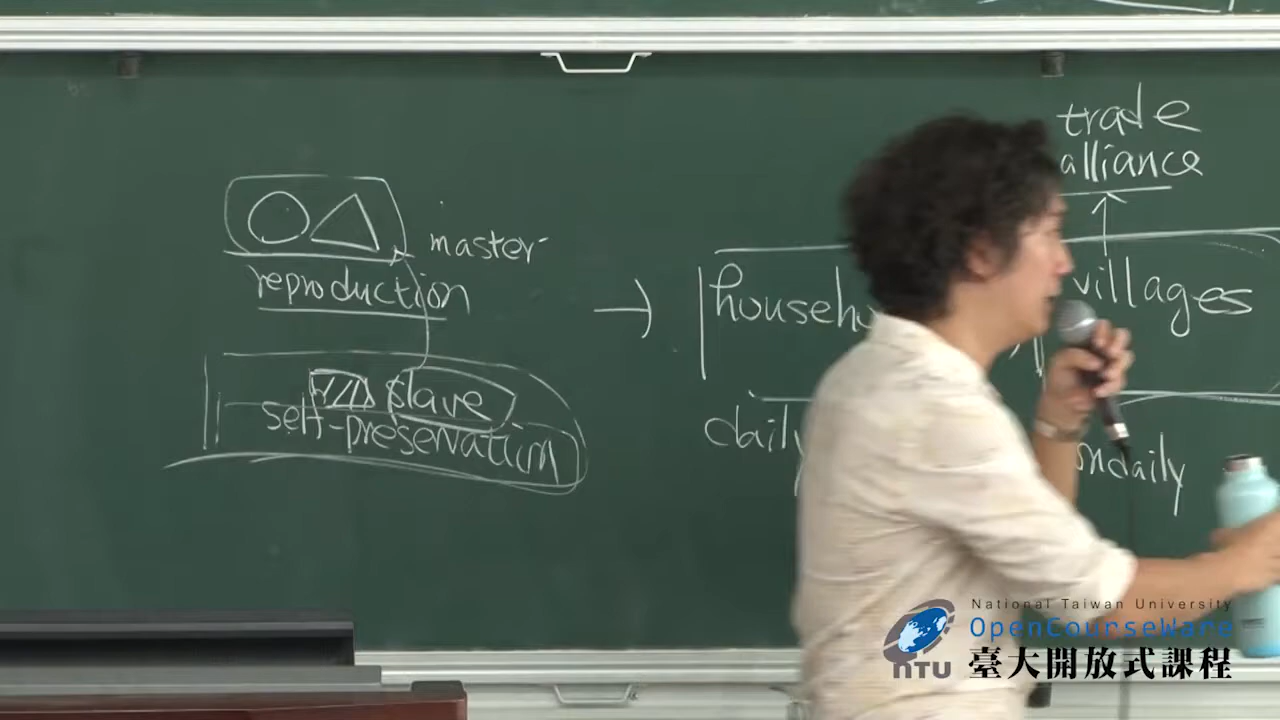 trade
alliance
master
reproduction
villages
slave
self-preservation
daily
National Taiwan University
OpenCourseWare
NTU
臺大開放式課程